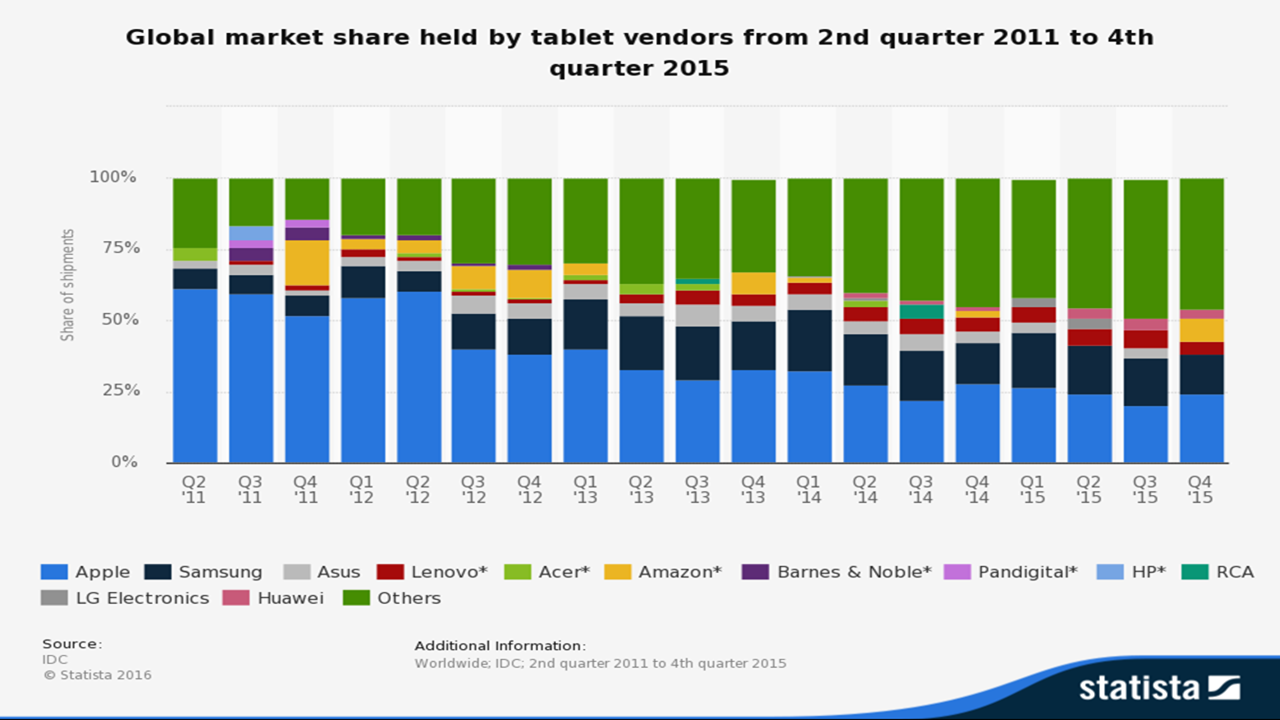 Global market share held by tablet vendors from 2nd quarter 2011 to 4th
quarter 2015
Share of shipments
100%
75%
50%
25%
0%
Q2 Q3 Q4 Q1 Q2 Q3 Q4 Q1 Q2 Q3 Q4 Q1 Q2 Q3 Q4 Q1 Q2 Q3 Q4
'11 '11 '11 '12 '12 '12 '12 '13 '13 '13 '13 '14 '14 '14 '14 '15 '15 '15 '15
Apple Samsung Asus Lenovo* Acer* Amazon* Barnes & Noble* Pandigital* HP* RCA
LG Electronics Huawei Others
Source:
IDC
© Statista 2016
Additional Information:
Worldwide; IDC; 2nd quarter 2011 to 4th quarter 2015
statista